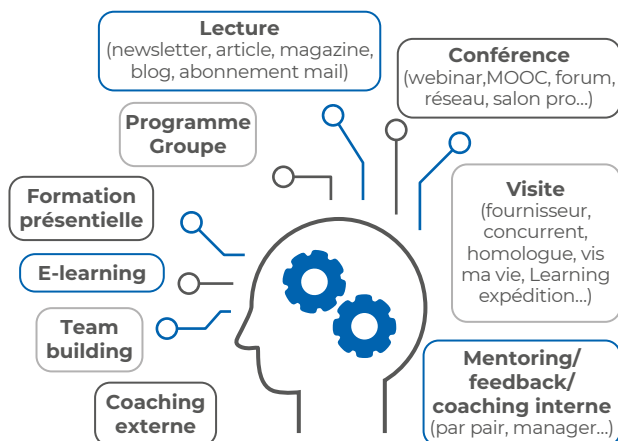 Lecture
(newsletter, article, magazine,
blog, abonnement mail)
Conférence
(webinar,MOOC, forum,
réseau, salon pro...)
Programme
Groupe
Formation
présentielle
Visite
(fournisseur,
concurrent,
homologue, vis
ma vie, Learning
expédition...)
E-learning
Team
building
Mentoring/
feedback/
coaching interne
(par pair, manager...)
Coaching
externe